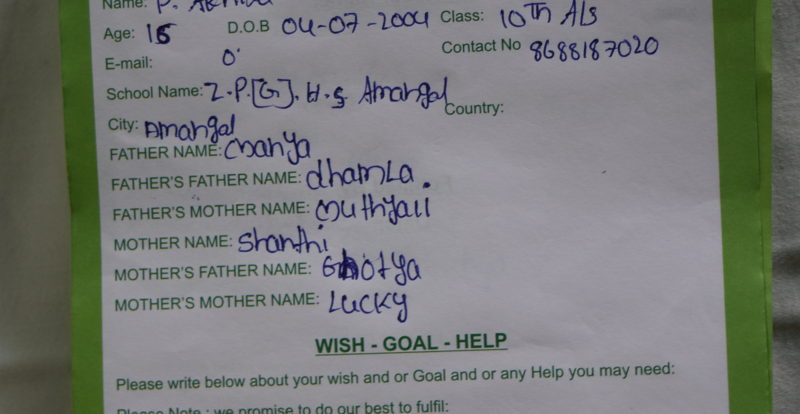 Name: P.
Age: 15 D.O.B 04-07-2004 Class: 10Th A/s
E-mail: Contact No 8688187020
School Name: Z.P.[G].H.S Amangal Country:
City: Amangal
FATHER NAME: Chanya
FATHER'S FATHER NAME: dhamLa.
FATHER'S MOTHER NAME: Muthyali
MOTHER NAME: Shanthi
MOTHER'S FATHER NAME: Ghotya
MOTHER'S MOTHER NAME: Lucky
WISH - GOAL - HELP
Please write below about your wish and or Goal and or any Help you may need:
Please Note : we promise to do our best to fulfil: